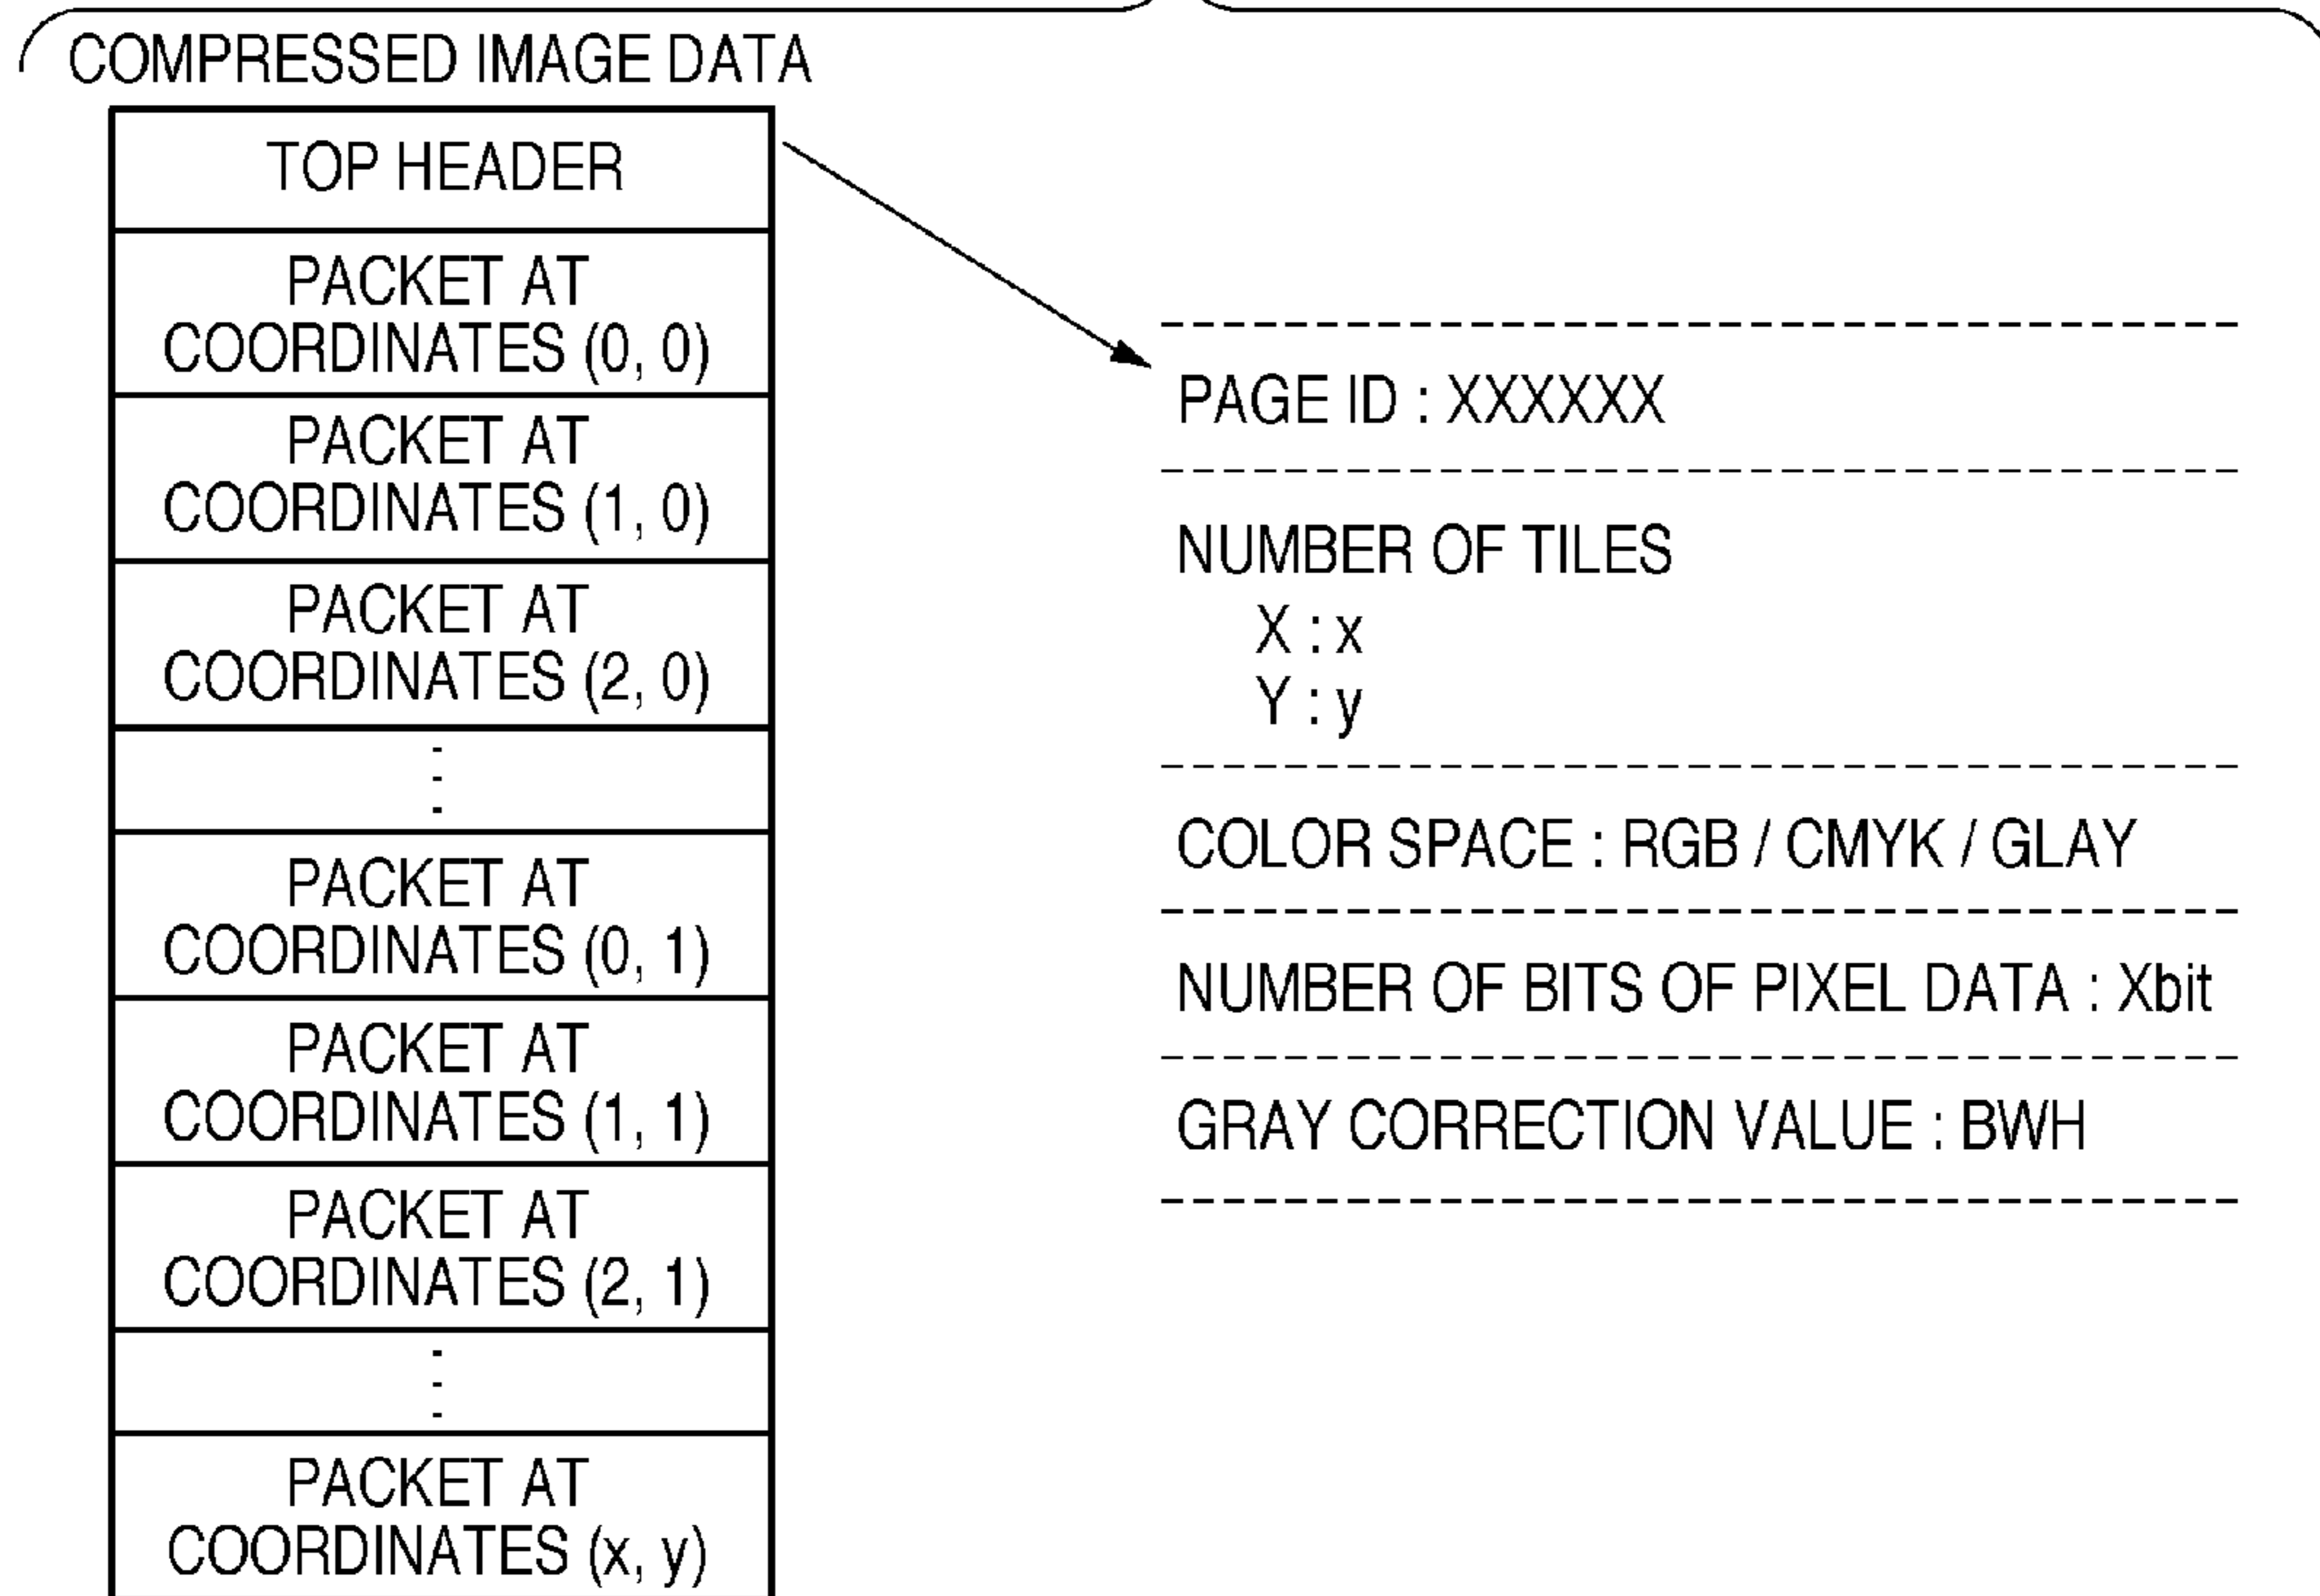 COMPRESSED IMAGE DATA
TOP HEADER
PACKET AT
COORDINATES (0, 0)
PACKET AT
COORDINATES (1, 0)
PACKET AT
COORDINATES (2, 0)
PACKET AT
COORDINATES (0, 1)
PACKET AT
COORDINATES (1, 1)
PACKET AT
COORDINATES (2, 1)
PACKET AT
COORDINATES (x, y)
PAGE ID : XXXXXX
NUMBER OF TILES
X : x
Y : y
COLOR SPACE : RGB / CMYK / GLAY
NUMBER OF BITS OF PIXEL DATA : Xbit
GRAY CORRECTION VALUE : BWH